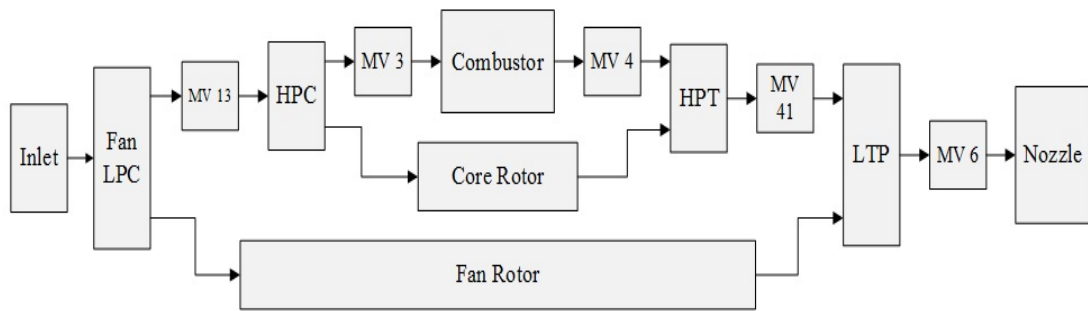 Inlet
Fan
LPC
MV 13
HPC
MV 3
Combustor
MV 4
HPT
MV
41
Core Rotor
LTP
MV 6
Nozzle
Fan Rotor